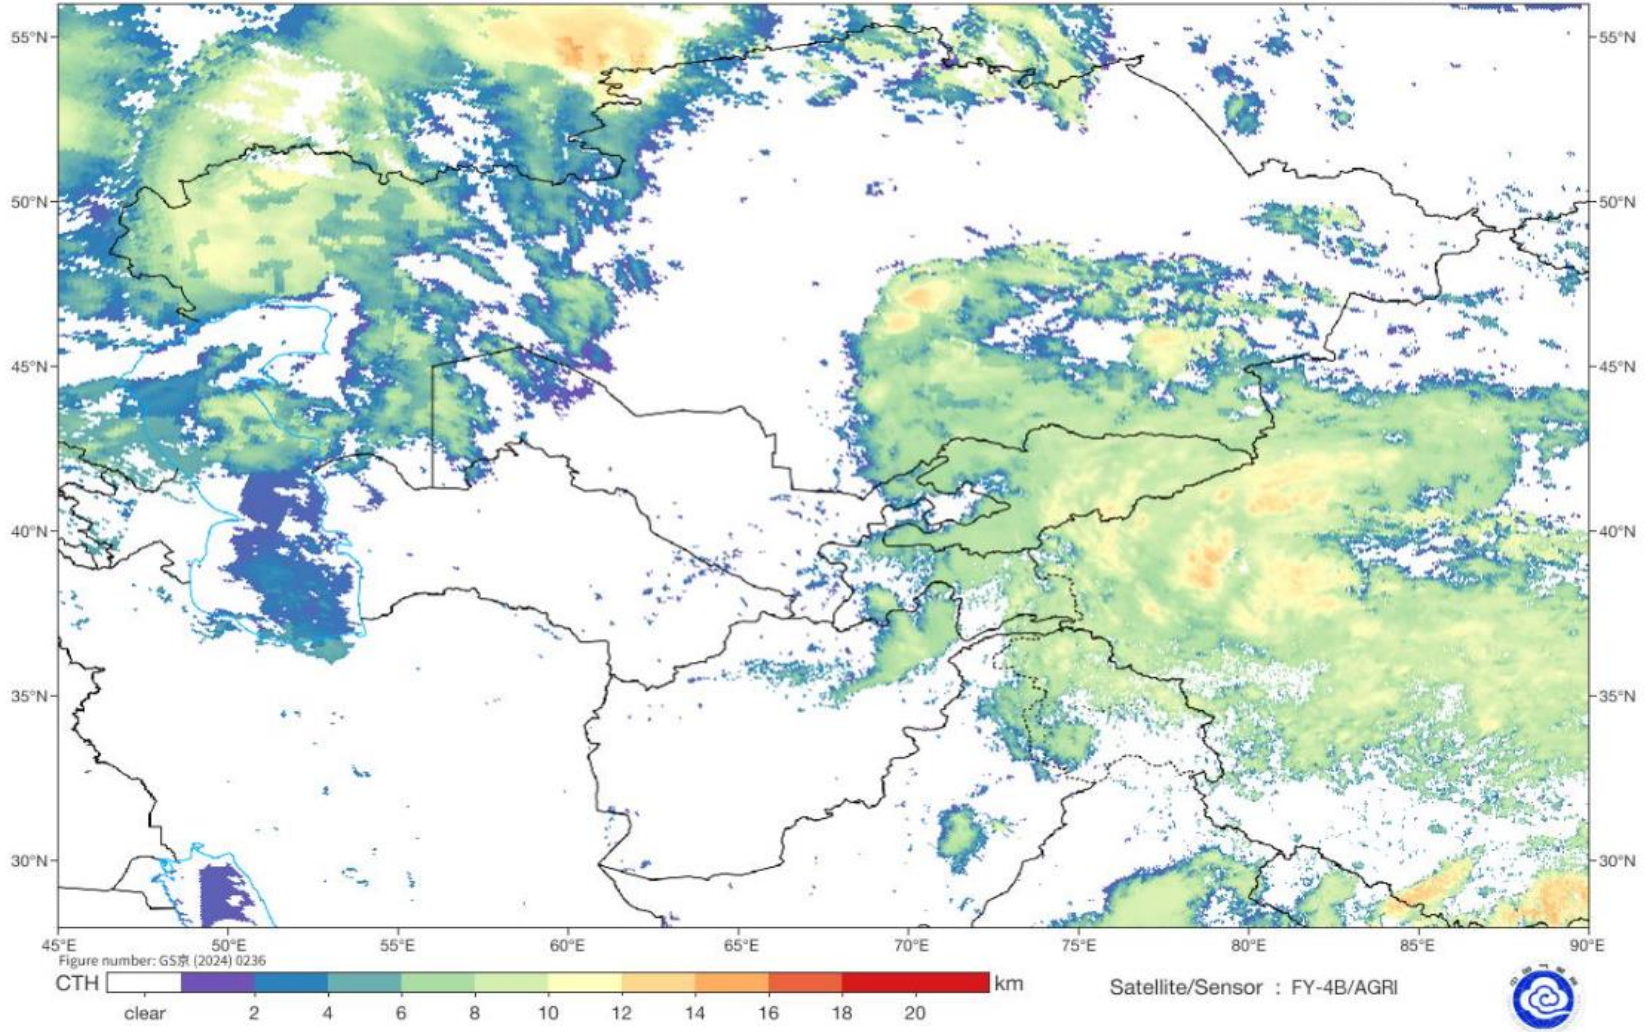 55°N 55°N
50°N 50°N
45°N 45°N
40°N 40°N
35°N 35°N
30°N 30°N
45°E 50°E 55°E 60°E 65°E 70°E 75°E 80°E 85°E 90°E
Figure number: GS京 (2024) 0236
CTH km
clear 2 4 6 8 10 12 14 16 18 20
Satellite/Sensor : FY-4B/AGRI